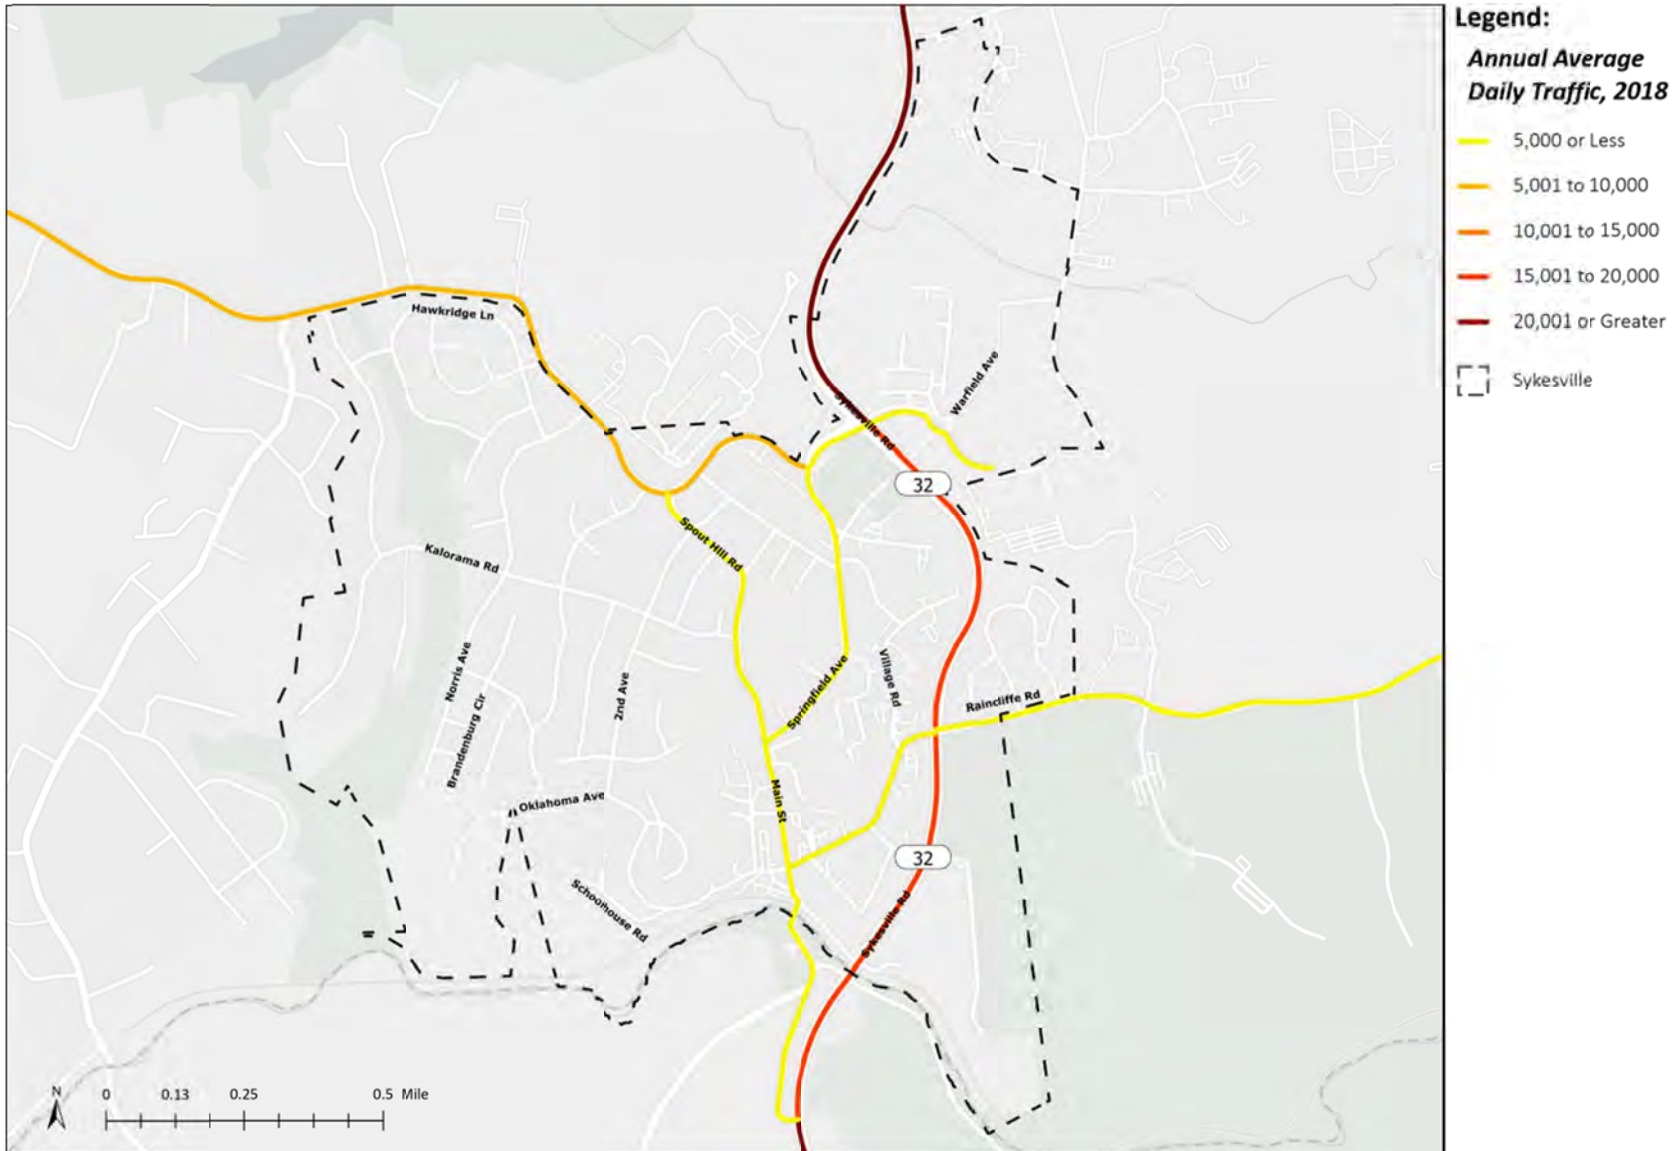 Legend:
Annual Average
Daily Traffic, 2018
5,000 or Less
5,001 to 10,000
10,001 to 15,000
15,001 to 20,000
20,001 or Greater
Sykesville
Hawkridge Ln
Warfield Ave
Sykesville Rd
32
Spout Hill Rd
Kalorama Rd
Norris Ave
Brandenburg Cir
2nd Ave
Springfield Ave
Village Rd
Raincliffe Rd
Main St
Oklahoma Ave
32
Schoolhouse Rd
Sykesville Rd
N
0 0.13 0.25 0.5 Mile